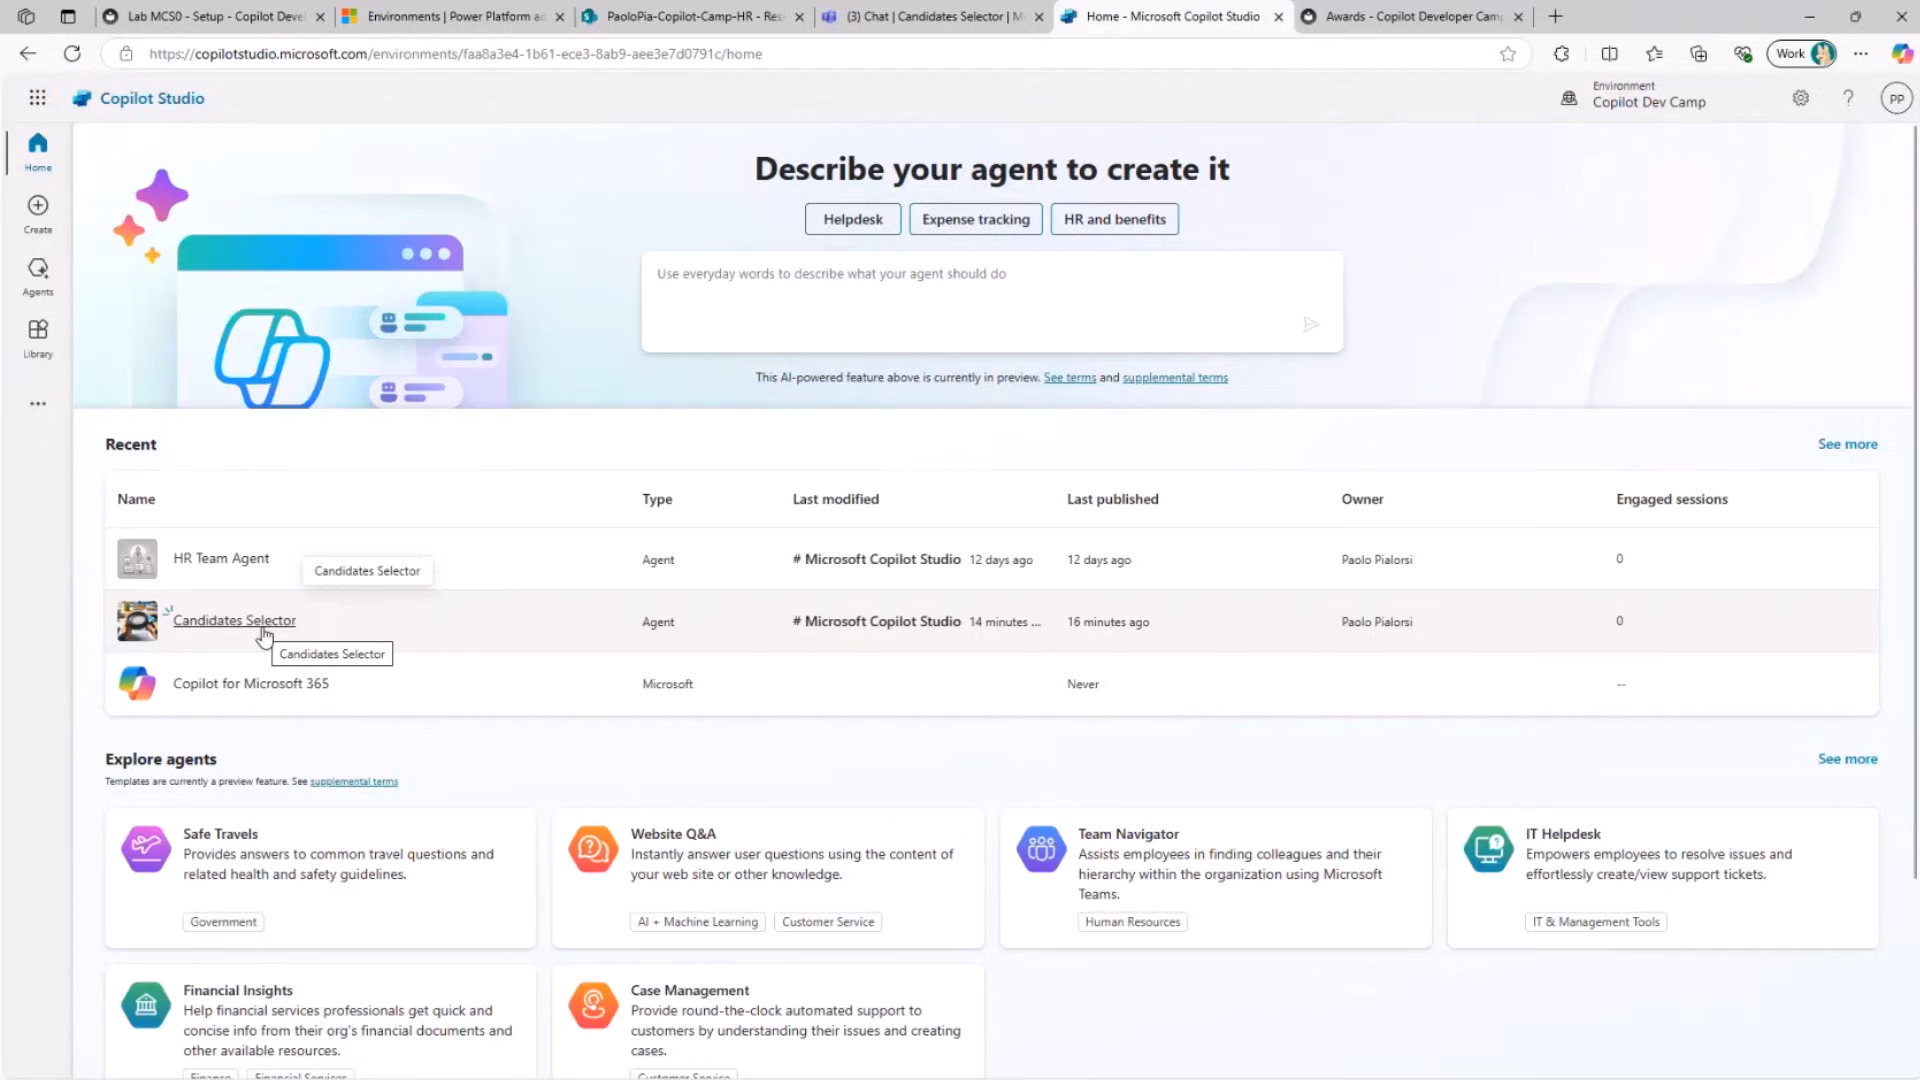 Lab MCS0 - Setup - Copilot Deve
Environments | Power Platform a
PaoloPia-Copilot-Camp-HR - Res
(3) Chat | Candidates Selector | M
Home - Microsoft Copilot Studio
Awards - Copilot Developer Cam
https://copilotstudio.microsoft.com/environments/faa8a3e4-1b61-ece3-8ab9-aee3e7d0791c/home
Work
Copilot Studio
Environment
Copilot Dev Camp
PP
Home
Create
Agents
Library
Describe your agent to create it
Helpdesk
Expense tracking
HR and benefits
Use everyday words to describe what your agent should do
This AI-powered feature above is currently in preview. See terms and supplemental terms
Recent
See more
Name Type Last modified Last published Owner Engaged sessions
HR Team Agent Agent # Microsoft Copilot Studio 12 days ago 12 days ago Paolo Pialorsi 0
Candidates Selector
Candidates Selector Agent # Microsoft Copilot Studio 14 minutes ... 16 minutes ago Paolo Pialorsi 0
Candidates Selector
Copilot for Microsoft 365 Microsoft Never --
Explore agents
See more
Templates are currently a preview feature. See supplemental terms
Safe Travels
Provides answers to common travel questions and
related health and safety guidelines.
Government
Website Q&A
Instantly answer user questions using the content of
your web site or other knowledge.
AI + Machine Learning
Customer Service
Team Navigator
Assists employees in finding colleagues and their
hierarchy within the organization using Microsoft
Teams.
Human Resources
IT Helpdesk
Empowers employees to resolve issues and
effortlessly create/view support tickets.
IT & Management Tools
Financial Insights
Help financial services professionals get quick and
concise info from their org's financial documents and
other available resources.
Finance
Financial Services
Case Management
Provide round-the-clock automated support to
customers by understanding their issues and creating
cases.
Customer Service